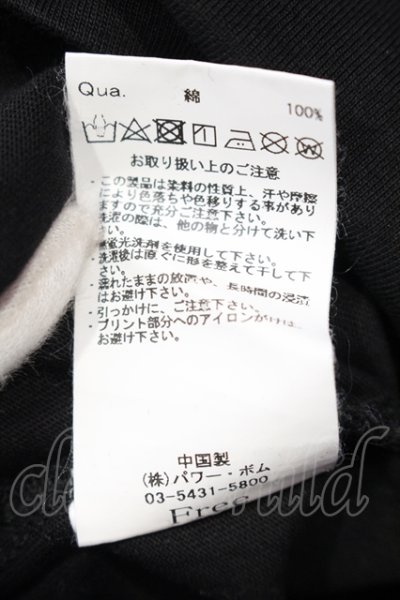 Qua. 綿 100%
お取り扱い上のご注意
・この製品は染料の性質上、汗や摩擦
により色落ちや色移りする事があり
ますので充分ご注意下さい。
洗濯の際は、他の物と分けて洗い下
さい。
・無蛍光洗剤を使用して下さい。
・洗濯後は直ぐに形を整えて干して下
さい。
・濡れたままの放置や、長時間の浸漬
はお避け下さい。
・引っかけに、ご注意下さい。
・プリント部分へのアイロンがけは、
お避け下さい。
中国製
(株)パワー・ボム
03-5431-5800